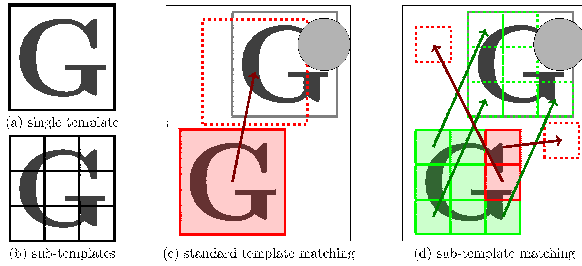 G
(a) single template
G
(b) sub-templates
G
G
(c) standard template matching
G
G
(d) sub-template matching